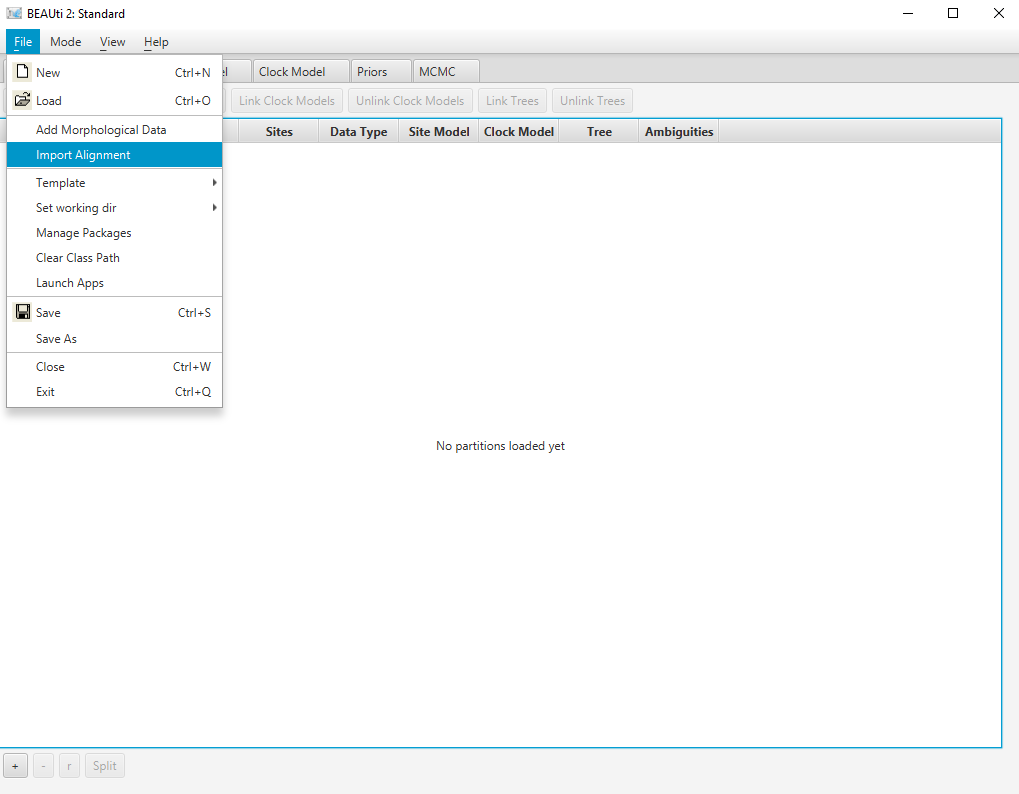 BEAUti 2: Standard
File Mode View Help
New Ctrl+N
el Clock Model Priors MCMC
Load Ctrl+O
Link Clock Models Unlink Clock Models Link Trees Unlink Trees
Add Morphological Data
Sites Data Type Site Model Clock Model Tree Ambiguities
Import Alignment
Template
Set working dir
Manage Packages
Clear Class Path
Launch Apps
Save Ctrl+S
Save As
Close Ctrl+W
Exit Ctrl+Q
No partitions loaded yet
+ - r Split